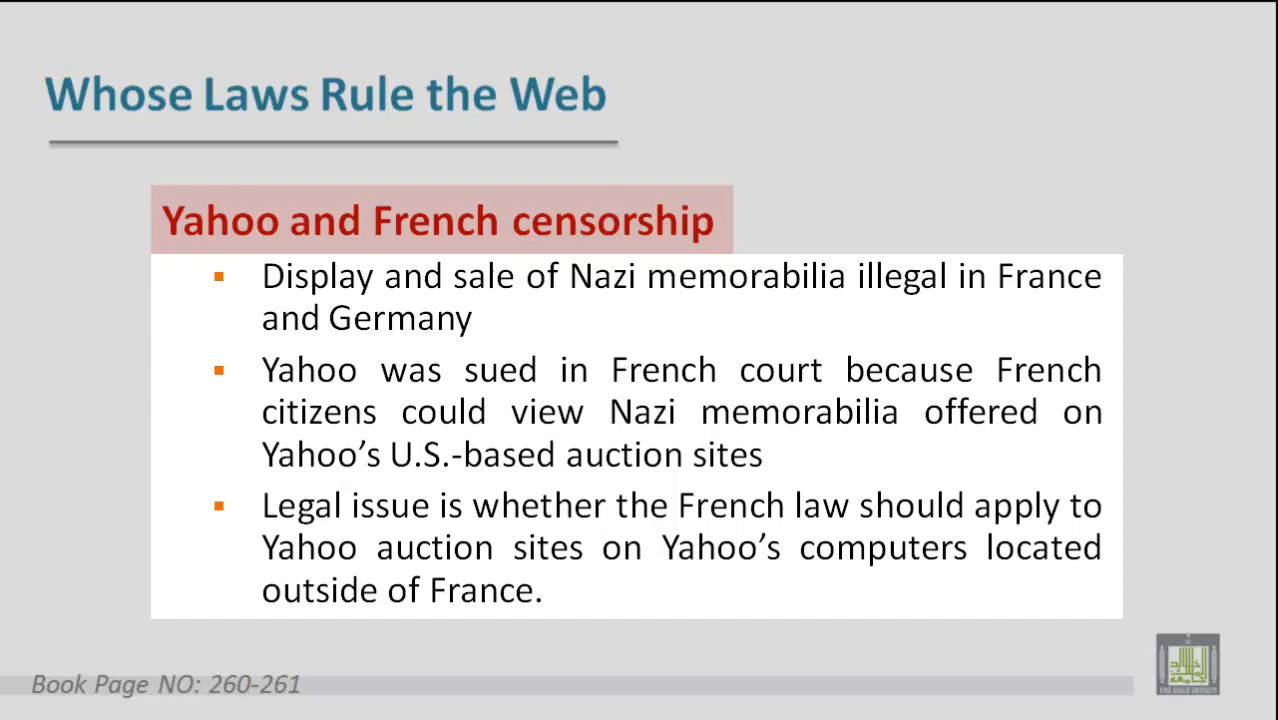 Whose Laws Rule the Web
Yahoo and French censorship
▪ Display and sale of Nazi memorabilia illegal in France
and Germany
▪ Yahoo was sued in French court because French
citizens could view Nazi memorabilia offered on
Yahoo’s U.S.-based auction sites
▪ Legal issue is whether the French law should apply to
Yahoo auction sites on Yahoo’s computers located
outside of France.
Book Page NO: 260-261
KING KHALID UNIVERSITY